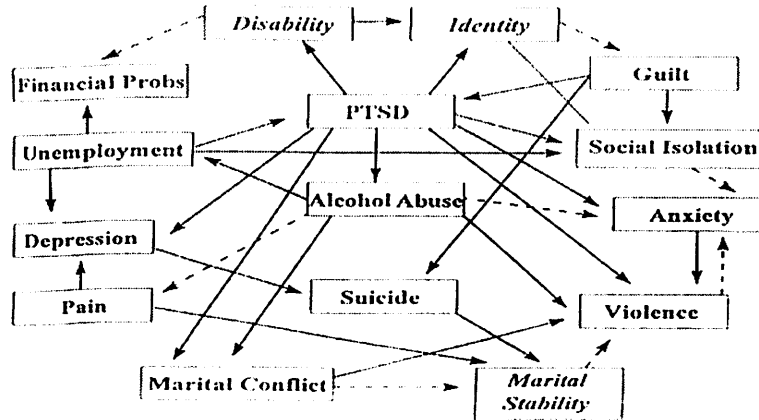 Disability
Identity
Financial Probs
Guilt
PTSD
Unemployment
Social Isolation
Alcohol Abuse
Anxiety
Depression
Pain
Suicide
Violence
Marital Conflict
Marital
Stability